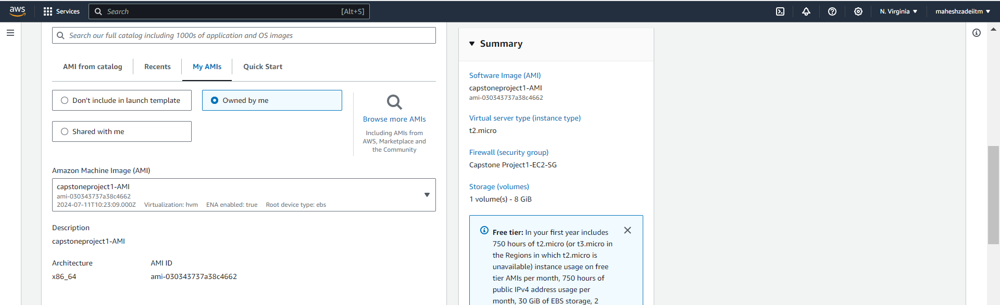 aws
Services
Search
[Alt+S]
N. Virginia
maheshzadeiitm
Search our full catalog including 1000s of application and OS images
AMI from catalog
Recents
My AMIs
Quick Start
Don't include in launch template
Owned by me
Shared with me
Browse more AMIs
Including AMIs from
AWS, Marketplace and
the Community
Amazon Machine Image (AMI)
capstoneproject1-AMI
ami-030343737a38c4662
2024-07-11T10:23:09.000Z Virtualization: hvm ENA enabled: true Root device type: ebs
Description
capstoneproject1-AMI
Architecture
x86_64
AMI ID
ami-030343737a38c4662
Summary
Software Image (AMI)
capstoneproject1-AMI
ami-030343737a38c4662
Virtual server type (instance type)
t2.micro
Firewall (security group)
Capstone Project1-EC2-SG
Storage (volumes)
1 volume(s) - 8 GiB
Free tier: In your first year includes
750 hours of t2.micro (or t3.micro in
the Regions in which t2.micro is
unavailable) instance usage on free
tier AMIs per month, 750 hours of
public IPv4 address usage per
month, 30 GiB of EBS storage, 2